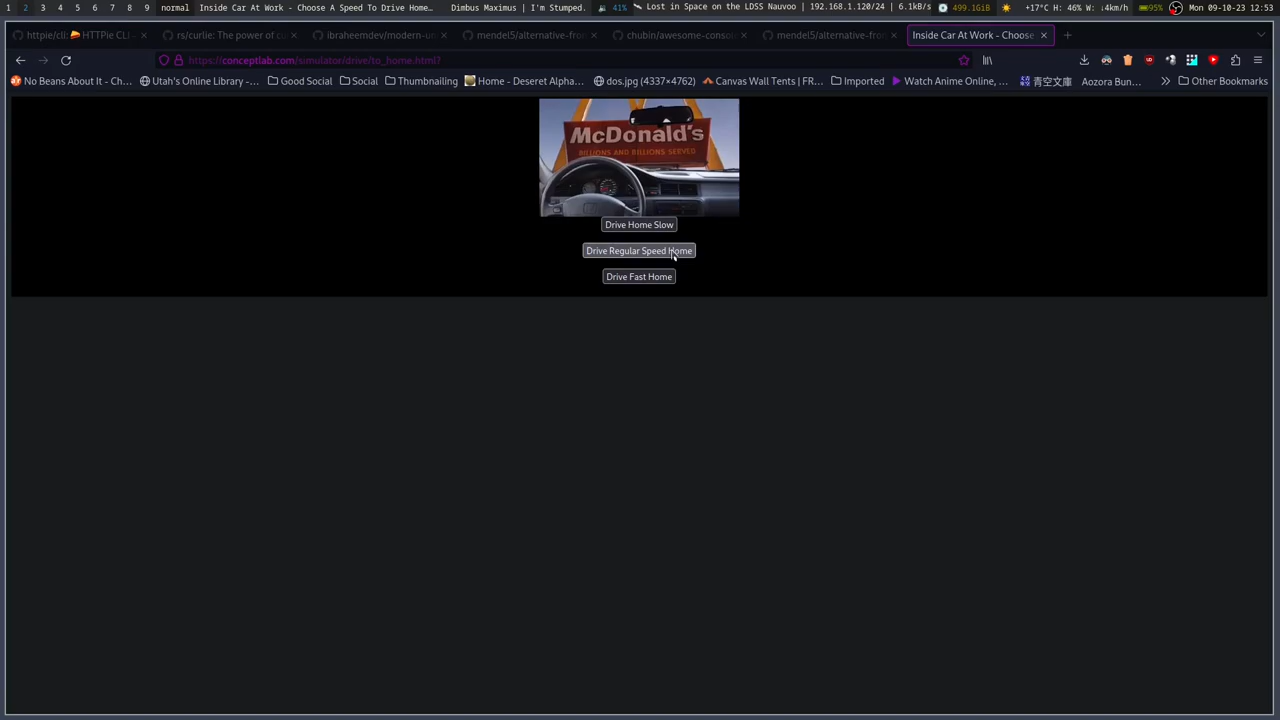 1 2 3 4 5 6 7 8 9 normal Inside Car At Work - Choose A Speed To Drive Home… Dimbus Maximus | I'm Stumped. 41% Lost in Space on the LDSS Nauvoo | 192.168.1.120/24 | 6.1kB/s 499.1GiB +17°C H: 46% W: ↓4km/h 95% Mon 09-10-23 12:53
httpie/cli: 🥧 HTTPie CLI rs/curlie: The power of cu ibraheemdev/modern-un mendel5/alternative-fron chubin/awesome-consol mendel5/alternative-fron Inside Car At Work - Choose
https://conceptlab.com/simulator/drive/to_home.html?
No Beans About It - Ch… Utah's Online Library -… Good Social Social Thumbnailing Home - Deseret Alpha… dos.jpg (4337×4762) Canvas Wall Tents | FR… Imported Watch Anime Online, … 青空文庫 Aozora Bun… Other Bookmarks
McDonald's
BILLIONS AND BILLIONS SERVED
Drive Home Slow
Drive Regular Speed Home
Drive Fast Home